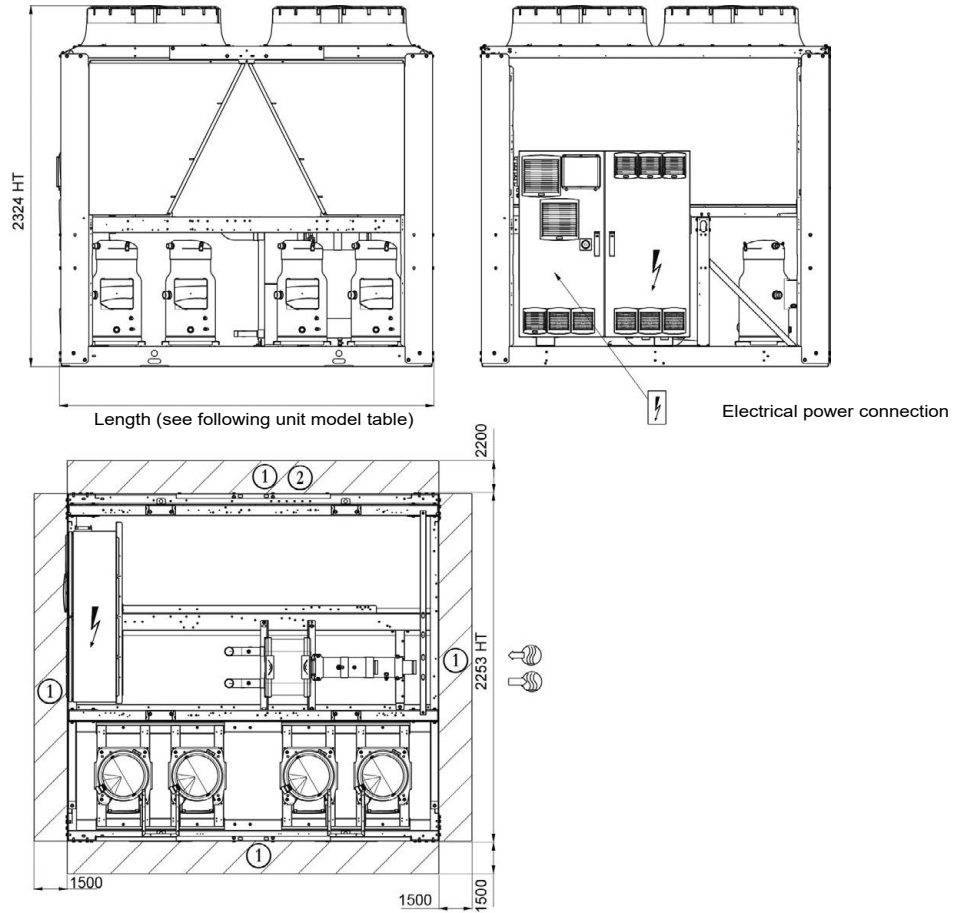 2324 HT
Length (see following unit model table)
Electrical power connection
2200
1 2
2253 HT
1
1
1
1500
1500
1500